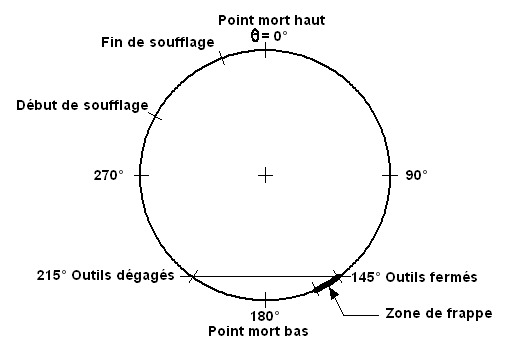 Point mort haut
θ = 0°
Fin de soufflage
Début de soufflage
270°
90°
215° Outils dégagés
145° Outils fermés
180°
Zone de frappe
Point mort bas